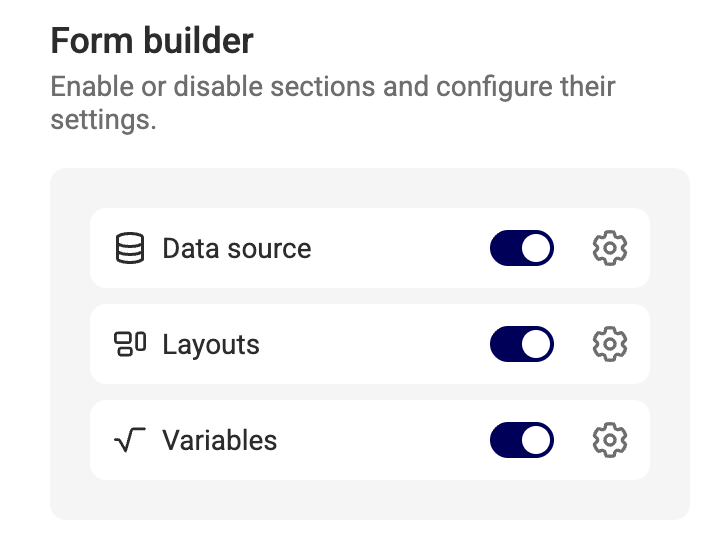 Form builder
Enable or disable sections and configure their
settings.
Data source
Layouts
Variables